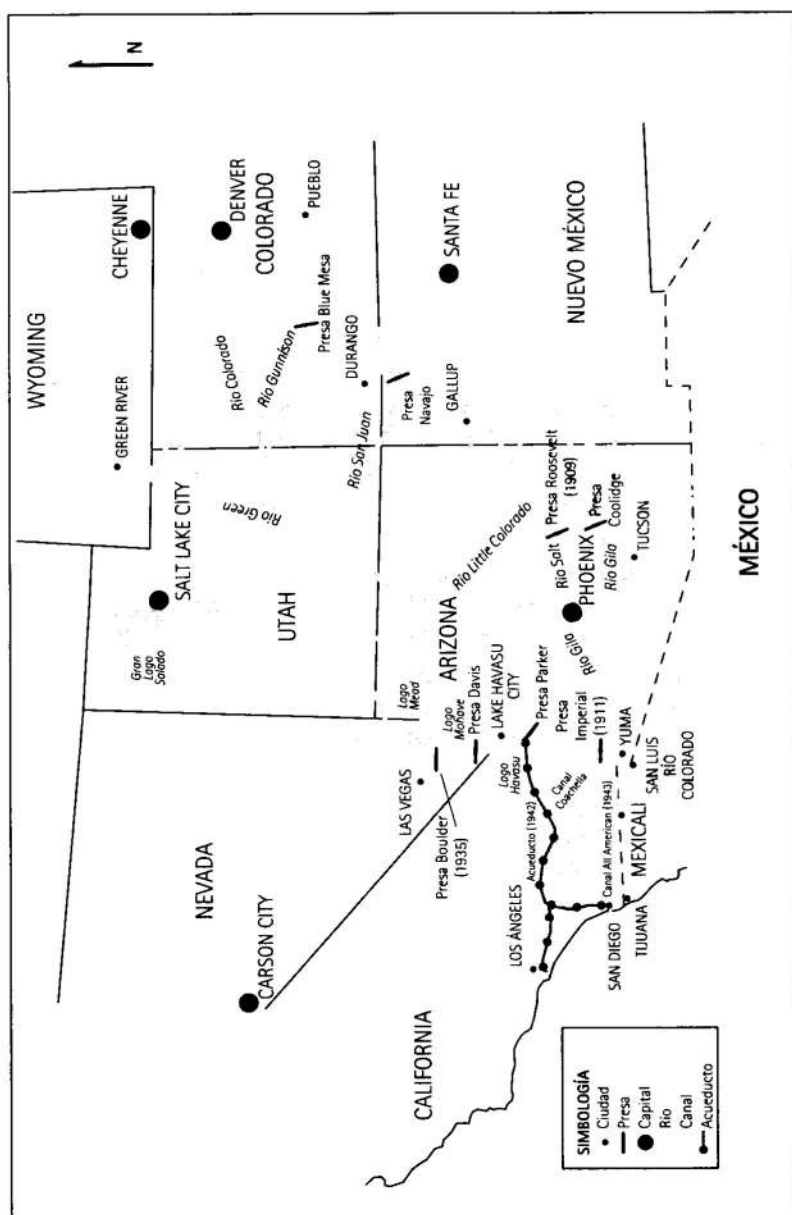 N
WYOMING
CHEYENNE
GREEN RIVER
SALT LAKE CITY
Gran
Lago
Salado
Río Green
UTAH
Río Colorado
DENVER
COLORADO
Río Gunnison
Presa Blue Mesa
PUEBLO
DURANGO
Río San Juan
NEVADA
CARSON CITY
LAS VEGAS
Presa Boulder
(1935)
Lago
Mead
Lago
Mohave
Presa Davis
ARIZONA
LAKE HAVASU
CITY
Río Little Colorado
Presa
Navajo
GALLUP
SANTA FE
NUEVO MÉXICO
CALIFORNIA
LOS ÁNGELES
Acueducto (1942)
Lago
Havasu
Presa Parker
Canal
Coachella
Presa
Imperial
(1911)
Río Gila
PHOENIX
Río Salt
Presa Roosevelt
(1909)
Presa
Coolidge
Río Gila
TUCSON
Canal All American (1943)
SAN DIEGO
TIJUANA
MEXICALI
YUMA
SAN LUIS
RÍO
COLORADO
MÉXICO
SIMBOLOGÍA
Ciudad
Presa
Capital
Río
Canal
Acueducto